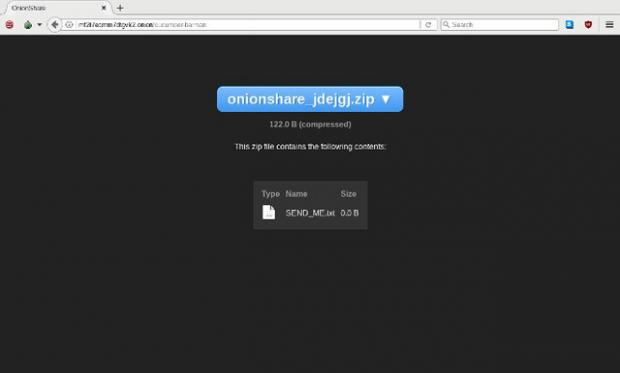 OnionShare
Search
onionshare_jdejgj.zip ▼
122.0 B (compressed)
This zip file contains the following contents:
Type Name Size
SEND_ME.txt 0.0 B